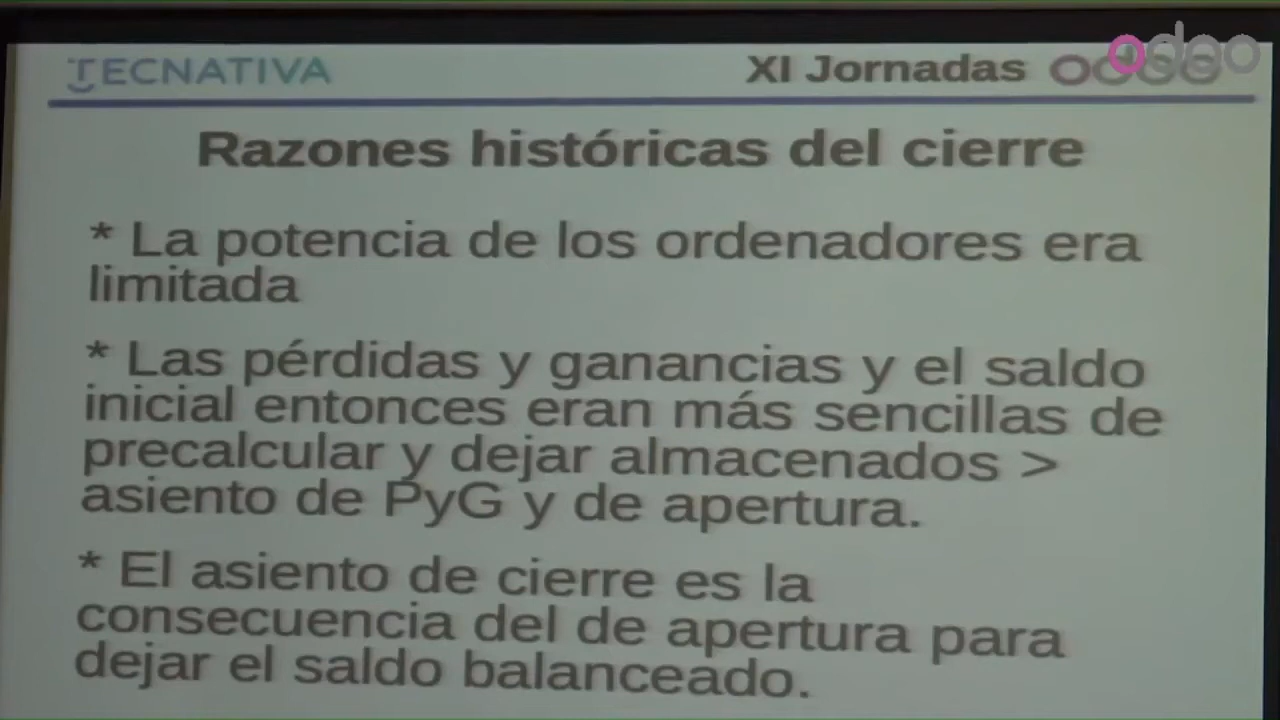 TECNATIVA
XI Jornadas odoo
odoo
Razones históricas del cierre
* La potencia de los ordenadores era
limitada
* Las pérdidas y ganancias y el saldo
inicial entonces eran más sencillas de
precalcular y dejar almacenados >
asiento de PyG y de apertura.
* El asiento de cierre es la
consecuencia del de apertura para
dejar el saldo balanceado.